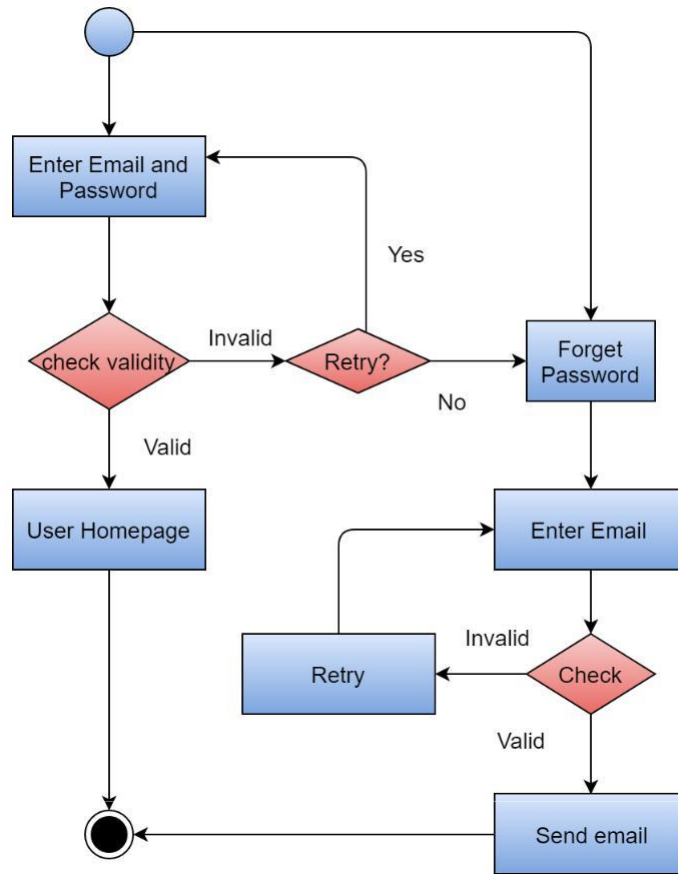 Enter Email and
Password
Yes
check validity
Invalid
Retry?
No
Forget
Password
Valid
User Homepage
Enter Email
Invalid
Retry
Check
Valid
Send email